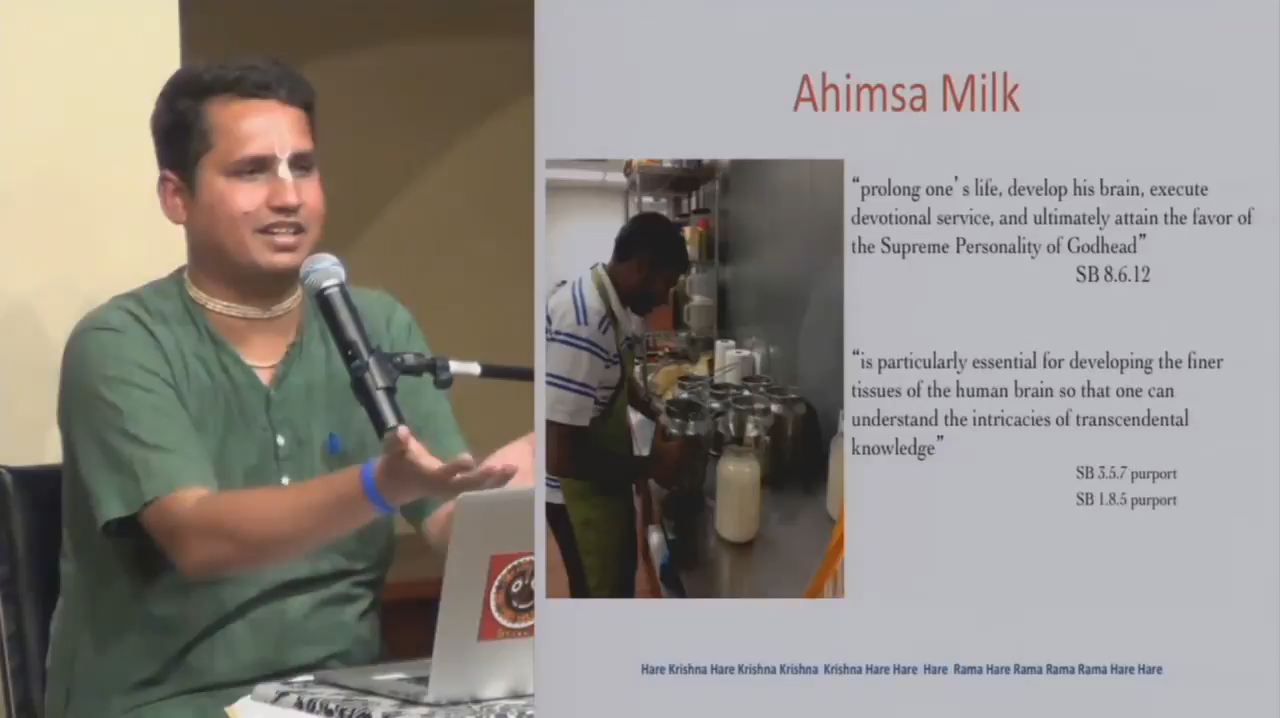 Ahimsa Milk
“prolong one’s life, develop his brain, execute
devotional service, and ultimately attain the favor of
the Supreme Personality of Godhead”
SB 8.6.12
“is particularly essential for developing the finer
tissues of the human brain so that one can
understand the intricacies of transcendental
knowledge”
SB 3.5.7 purport
SB 1.8.5 purport
Hare Krishna Hare Krishna Krishna Krishna Hare Hare Hare Rama Hare Rama Rama Rama Hare Hare